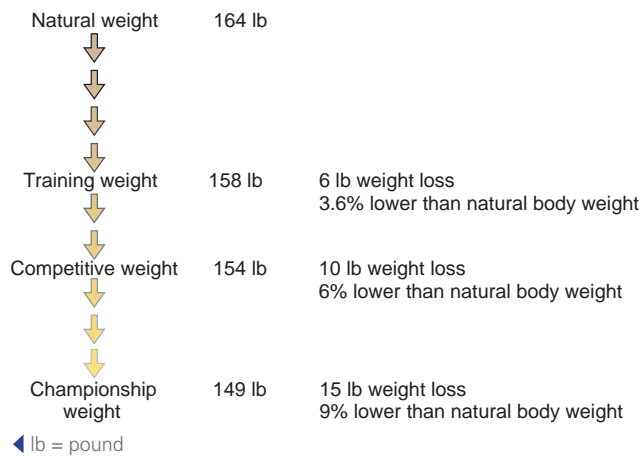 Natural weight 164 lb
Training weight 158 lb 6 lb weight loss
3.6% lower than natural body weight
Competitive weight 154 lb 10 lb weight loss
6% lower than natural body weight
Championship 149 lb 15 lb weight loss
weight 9% lower than natural body weight
lb = pound